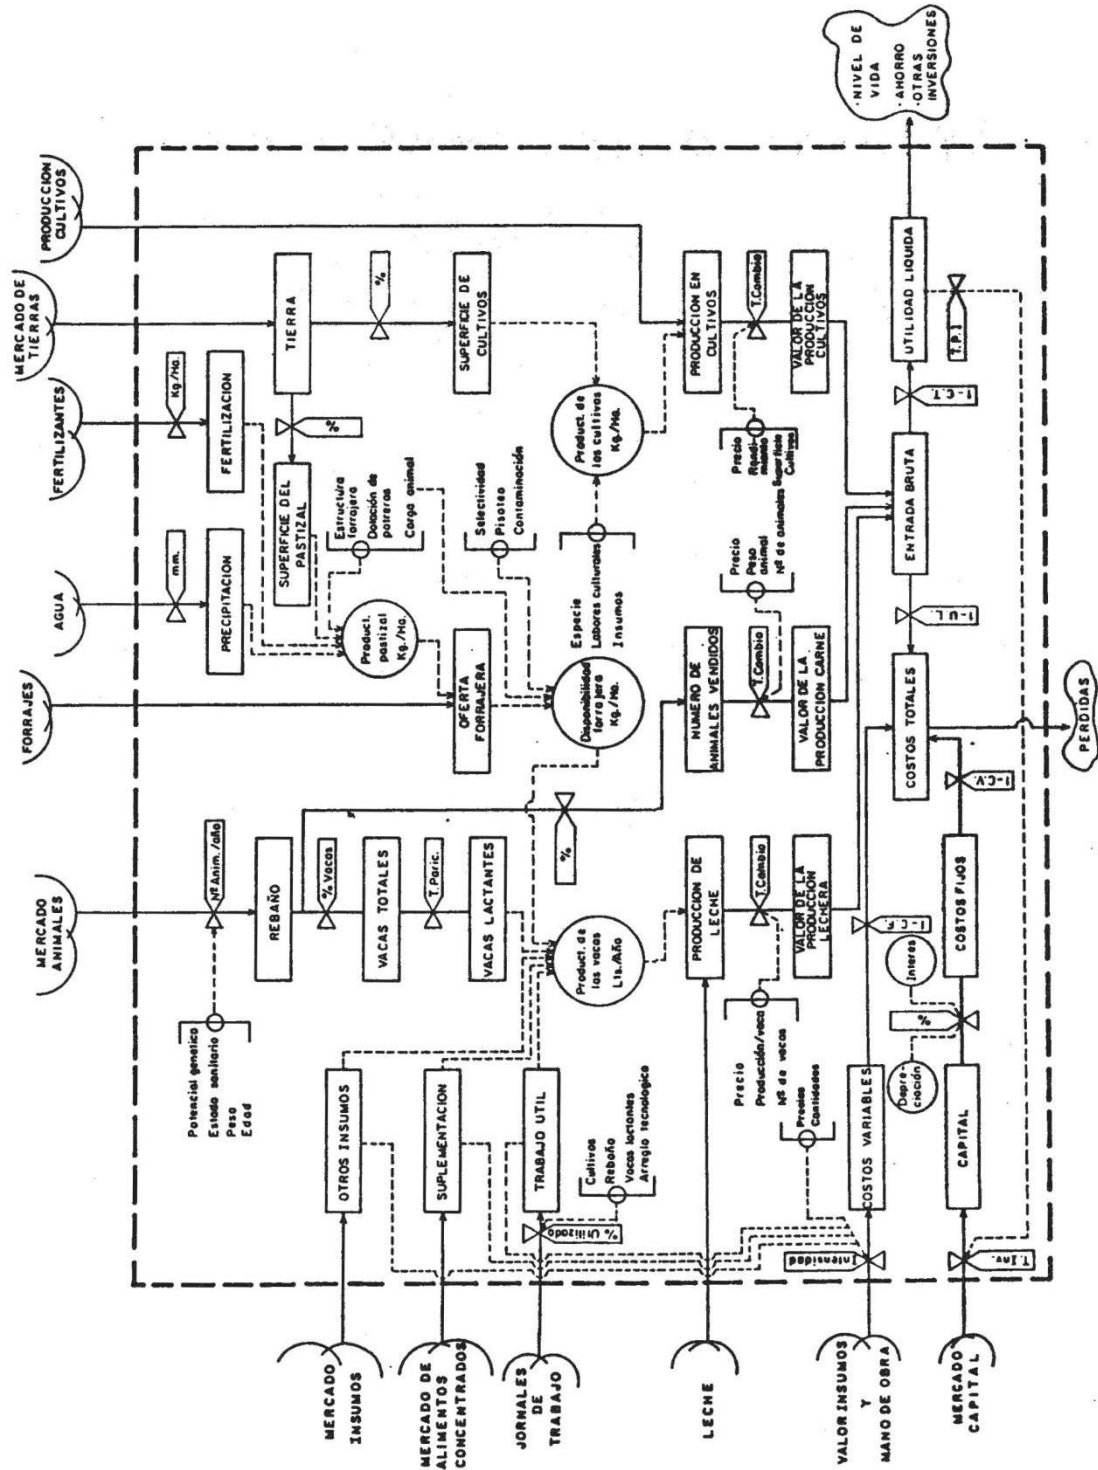 MERCADO
ANIMALES
FORRAJES
AGUA
FERTILIZANTES
MERCADO DE
TIERRAS
PRODUCCION
CULTIVOS
Nº Anim./año
mm.
Kg./Ha.
Potencial genetico
Estado sanitario
Peso
Edad
REBAÑO
PRECIPITACION
FERTILIZACION
TIERRA
% Vacas
%
%
VACAS TOTALES
SUPERFICIE DEL
PASTIZAL
SUPERFICIE DE
CULTIVOS
T. Paric.
Estructura
forrajera
Dotación de
potreros
Carga animal
VACAS LACTANTES
Product.
pastizal
Kg./Ha.
OFERTA
FORRAJERA
Selectividad
Pisoteo
Contaminación
MERCADO
INSUMOS
OTROS INSUMOS
MERCADO DE
ALIMENTOS
CONCENTRADOS
SUPLEMENTACION
JORNALES
DE
TRABAJO
% Utilizado
TRABAJO UTIL
Cultivos
Rebaño
Vacas lactantes
Arreglo tecnologico
Product. de
las vacas
Lts./Año
%
Disponibilidad
forrajera
Kg./Ha.
Especie
Labores culturales
Insumos
Product. de
los cultivos
Kg./Ha.
LECHE
PRODUCCION DE
LECHE
NUMERO DE
ANIMALES VENDIDOS
PRODUCCION EN
CULTIVOS
Precio
Producción/vaca
Nº de vacas
T. Cambio
Precio
Peso
animal
Nº de animales
T. Cambio
Precio
Rendi-
miento
Superficie
Cultivos
T. Cambio
VALOR DE LA
PRODUCCION
LECHERA
VALOR DE LA
PRODUCCION CARNE
VALOR DE LA
PRODUCCION
CULTIVOS
Precios
Cantidades
VALOR INSUMOS
Y
MANO DE OBRA
Intensidad
COSTOS VARIABLES
1-C.F.
COSTOS TOTALES
1-U.L.
ENTRADA BRUTA
1-C.T.
UTILIDAD LIQUIDA
·NIVEL DE
VIDA
·AHORRO
·OTRAS
INVERSIONES
Depre-
ciación
%
Interes
MERCADO
CAPITAL
T. Inv.
CAPITAL
COSTOS FIJOS
1-C.V.
T.P.I
PERDIDAS